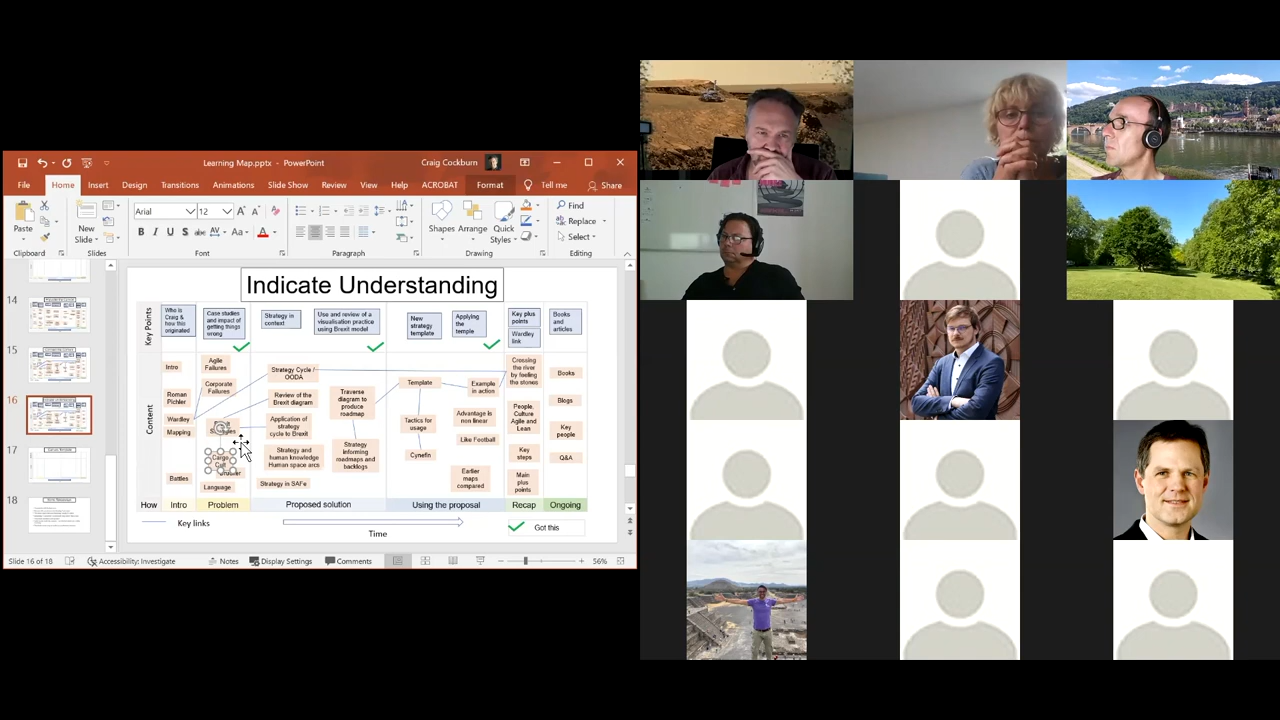 Learning Map.pptx - PowerPoint
Craig Cockburn
File
Home
Insert
Design
Transitions
Animations
Slide Show
Review
View
Help
ACROBAT
Format
Tell me
Share
Paste
New
Slide
Arial
12
B
I
U
S
abc
AV
Aa
A
Shapes
Arrange
Quick
Styles
Find
Replace
Select
Clipboard
Slides
Font
Paragraph
Drawing
Editing
14
15
16
17
18
Indicate Understanding
Key Points
Who is
Craig &
how this
originated
Case studies
and impact of
getting things
wrong
Strategy in
context
Use and review of a
visualisation practice
using Brexit model
New
strategy
template
Applying
the
temple
Key plus
points
Wardley
link
Books
and
articles
Content
Intro
Roman
Pichler
Wardley
Mapping
Battles
Agile
Failures
Corporate
Failures
Cargo
Cult
Language
Strategy Cycle /
OODA
Review of the
Brexit diagram
Application of
strategy
cycle to Brexit
Strategy and
human knowledge
Human space arcs
Strategy in SAFe
Traverse
diagram to
produce
roadmap
Strategy
informing
roadmaps and
backlogs
Template
Tactics for
usage
Cynefin
Example
in action
Advantage is
non linear
Like Football
Earlier
maps
compared
Crossing
the river
by feeling
the stones
People,
Culture
Agile and
Lean
Key
steps
Main
plus
points
Books
Blogs
Key
people
Q&A
How
Intro
Problem
Proposed solution
Using the proposal
Recap
Ongoing
Key links
Time
Got this
Slide 16 of 18
Accessibility: Investigate
Notes
Display Settings
Comments
56%